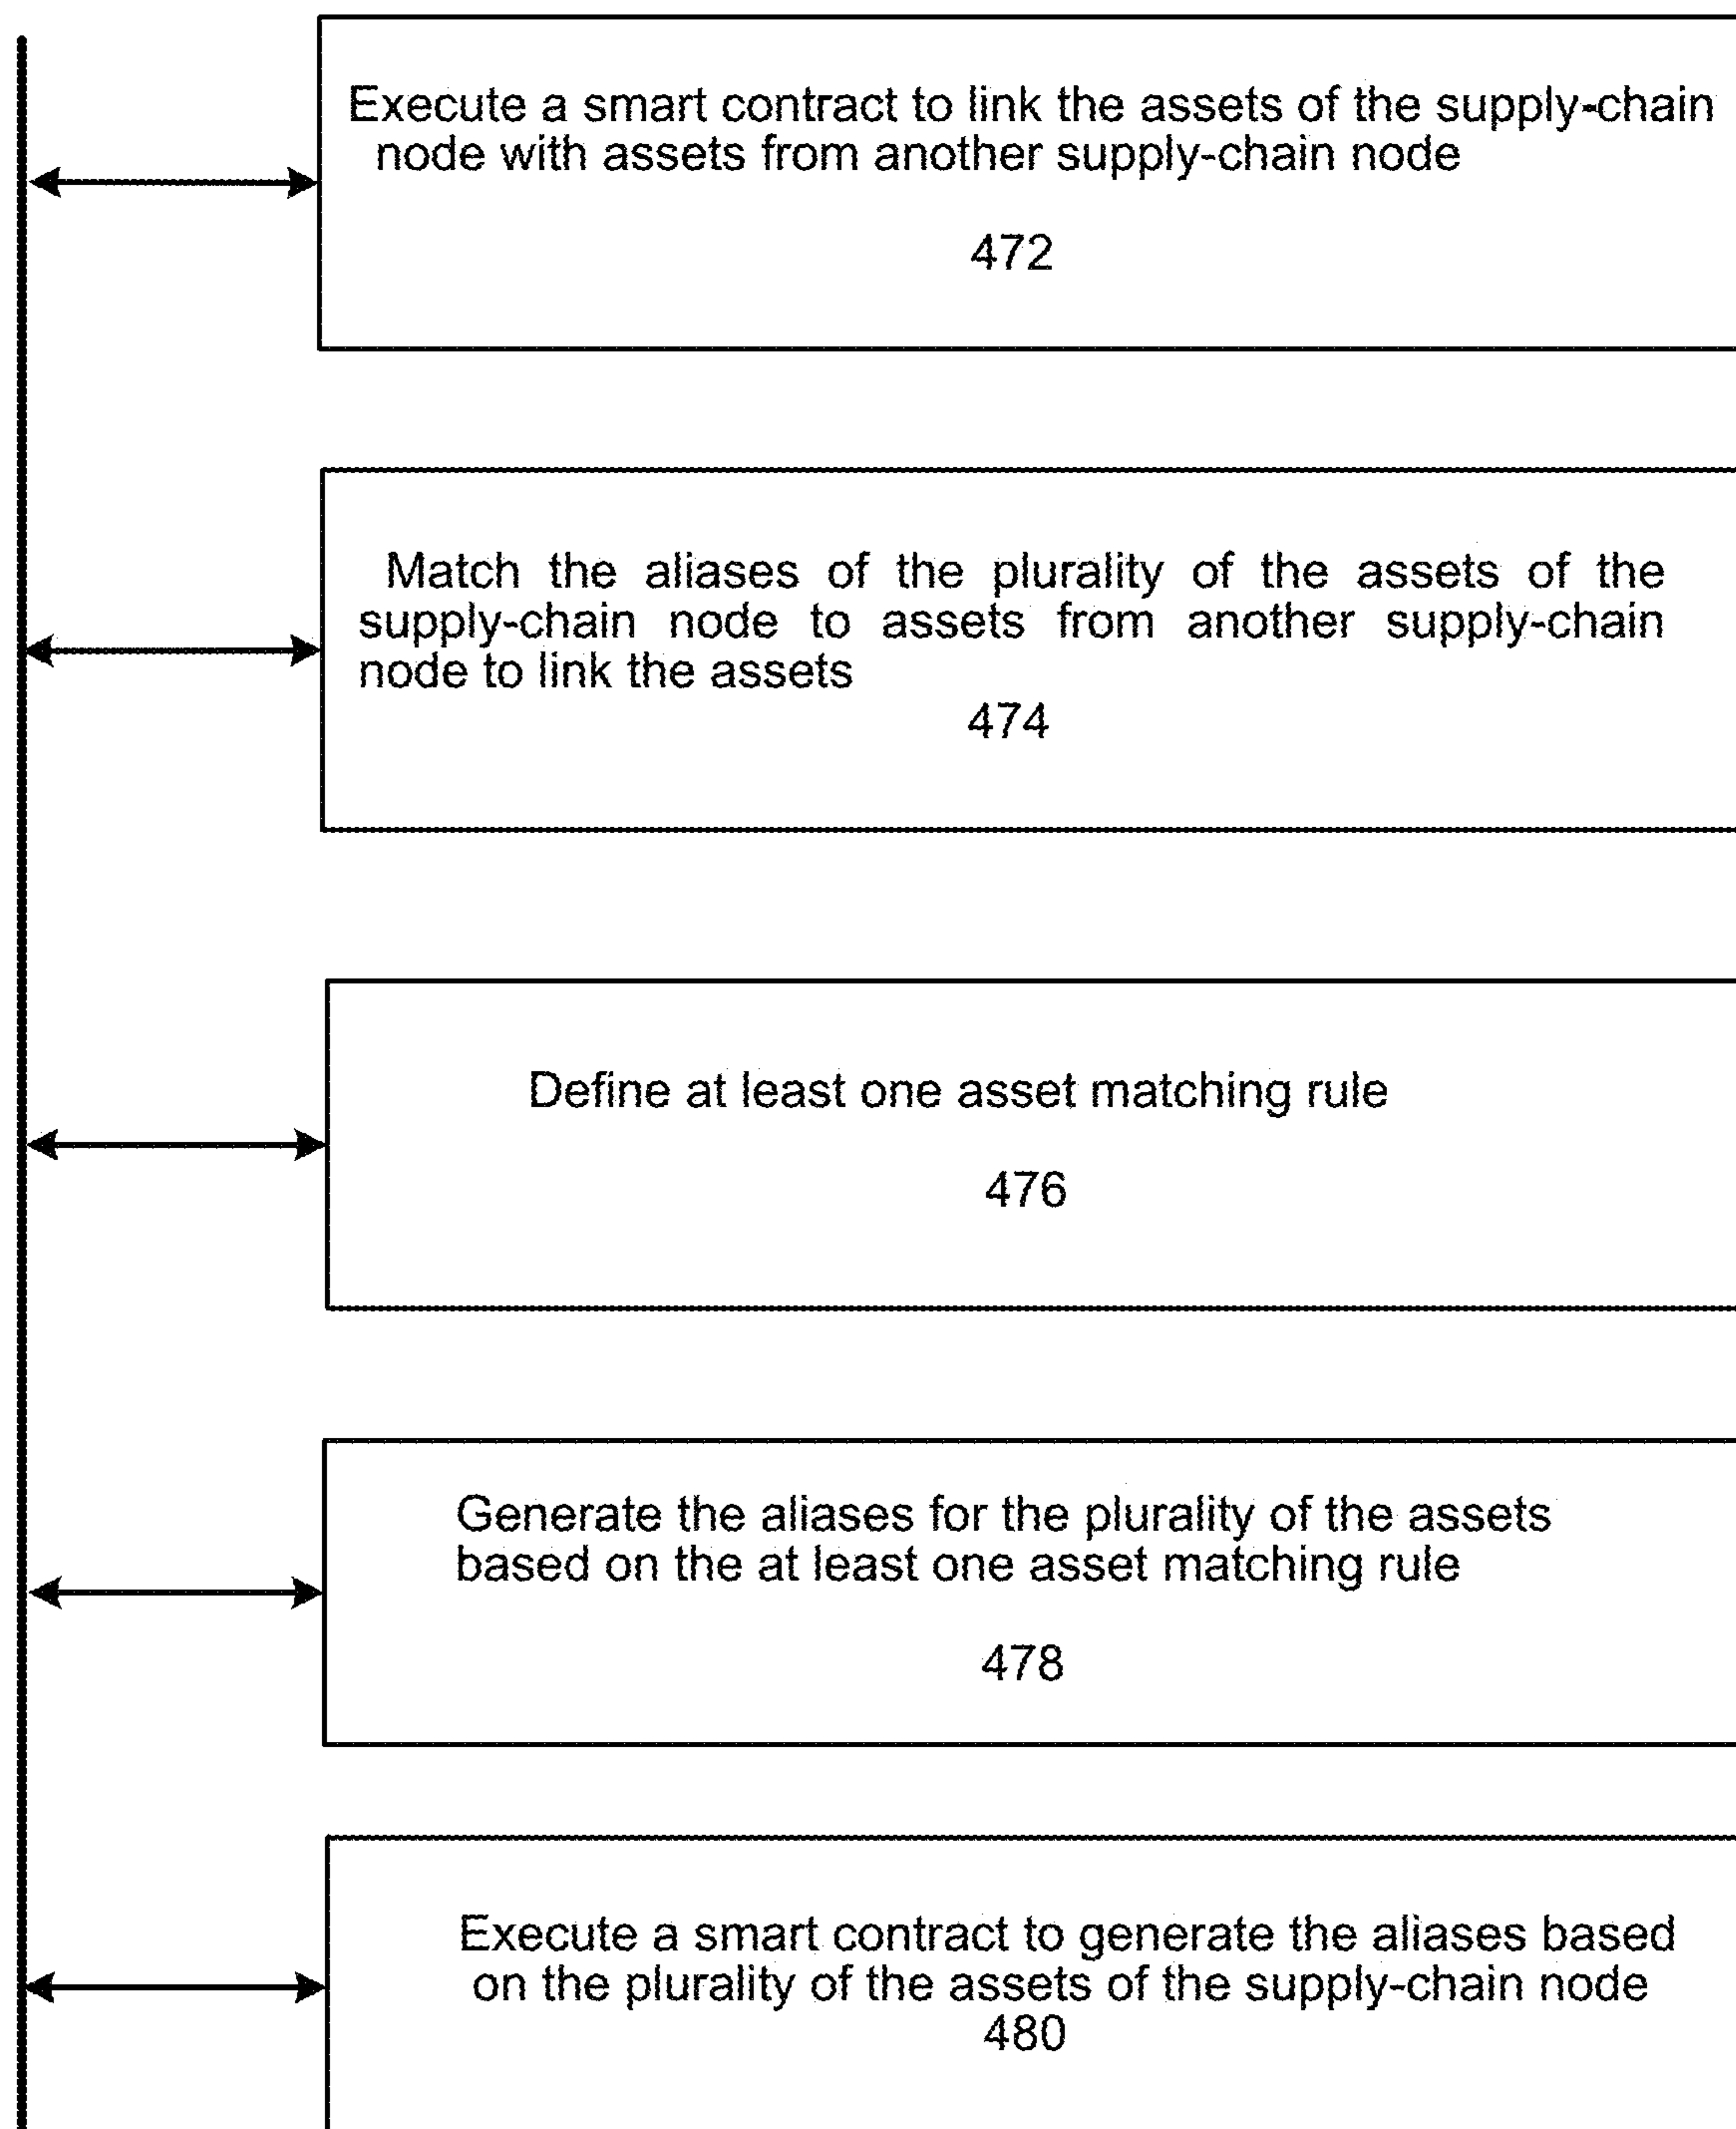 Execute a smart contract to link the assets of the supply-chain
node with assets from another supply-chain node
472
Match the aliases of the plurality of the assets of the
supply-chain node to assets from another supply-chain
node to link the assets
474
Define at least one asset matching rule
476
Generate the aliases for the plurality of the assets
based on the at least one asset matching rule
478
Execute a smart contract to generate the aliases based
on the plurality of the assets of the supply-chain node
480